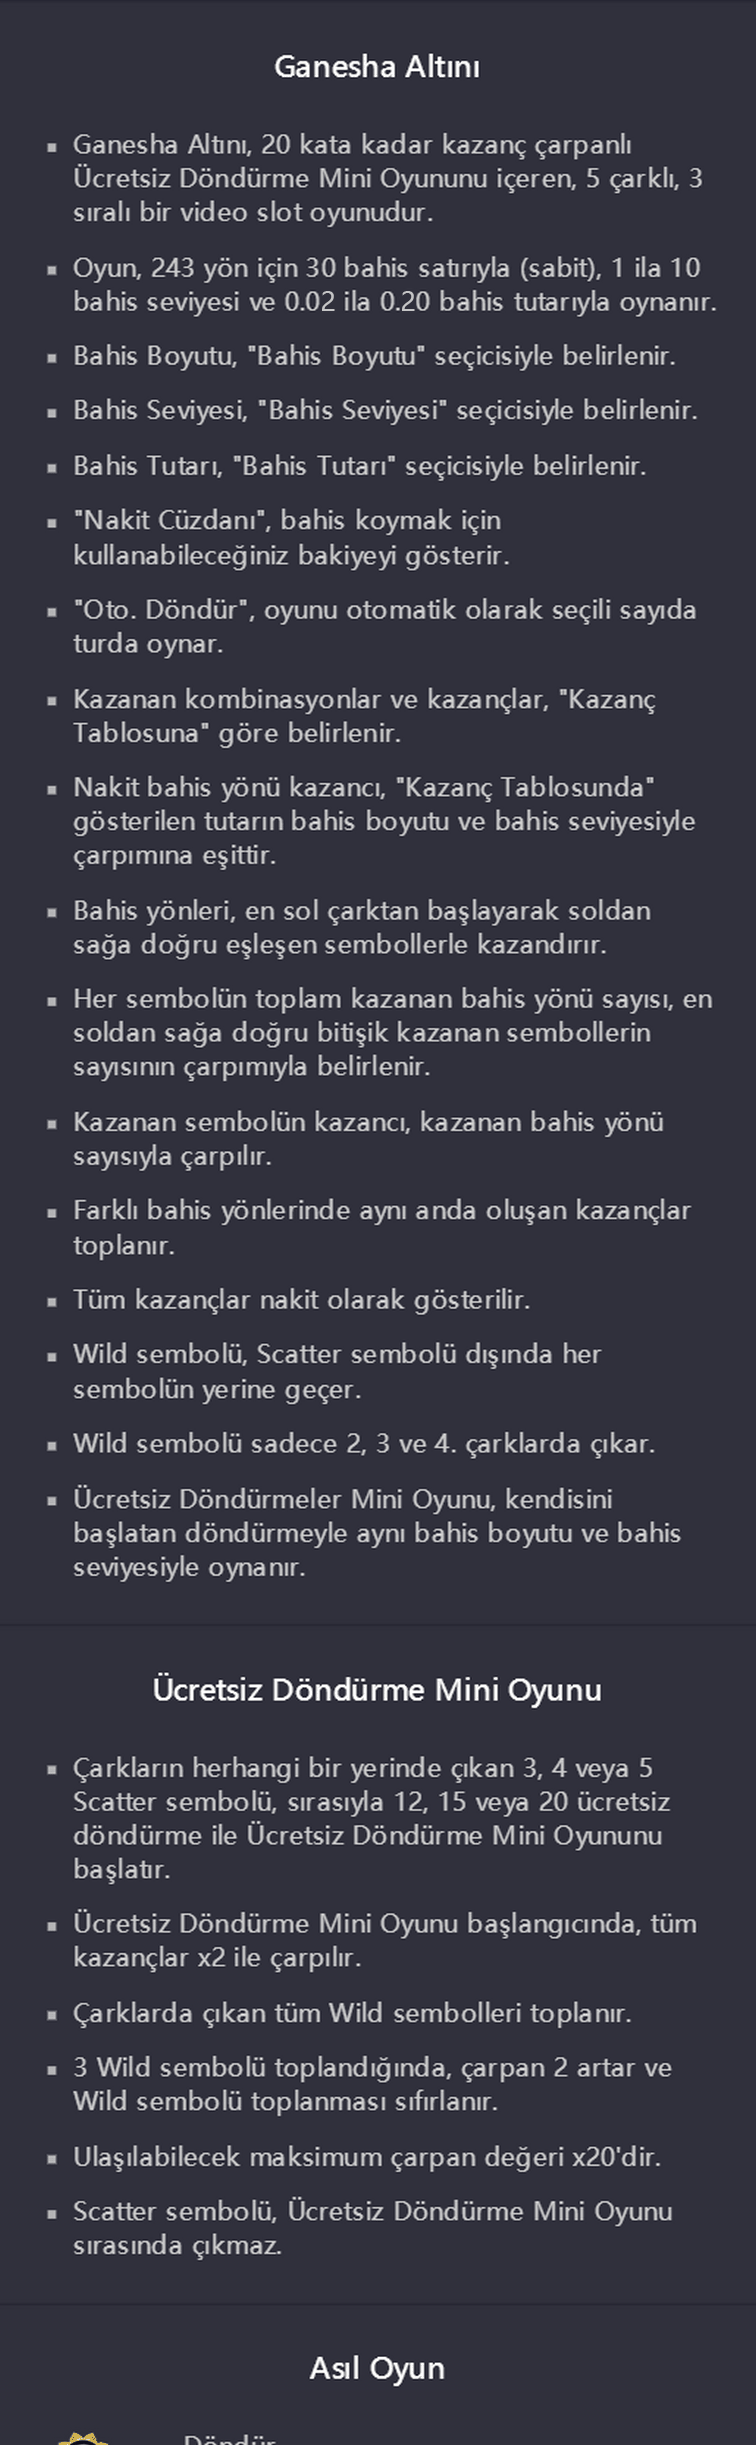 Ganesha Altını
▪ Ganesha Altını, 20 kata kadar kazanç çarpanlı
Ücretsiz Döndürme Mini Oyununu içeren, 5 çarklı, 3
sıralı bir video slot oyunudur.
▪ Oyun, 243 yön için 30 bahis satırıyla (sabit), 1 ila 10
bahis seviyesi ve 0.02 ila 0.20 bahis tutarıyla oynanır.
▪ Bahis Boyutu, "Bahis Boyutu" seçicisiyle belirlenir.
▪ Bahis Seviyesi, "Bahis Seviyesi" seçicisiyle belirlenir.
▪ Bahis Tutarı, "Bahis Tutarı" seçicisiyle belirlenir.
▪ "Nakit Cüzdanı", bahis koymak için
kullanabileceğiniz bakiyeyi gösterir.
▪ "Oto. Döndür", oyunu otomatik olarak seçili sayıda
turda oynar.
▪ Kazanan kombinasyonlar ve kazançlar, "Kazanç
Tablosuna" göre belirlenir.
▪ Nakit bahis yönü kazancı, "Kazanç Tablosunda"
gösterilen tutarın bahis boyutu ve bahis seviyesiyle
çarpımına eşittir.
▪ Bahis yönleri, en sol çarktan başlayarak soldan
sağa doğru eşleşen sembollerle kazandırır.
▪ Her sembolün toplam kazanan bahis yönü sayısı, en
soldan sağa doğru bitişik kazanan sembollerin
sayısının çarpımıyla belirlenir.
▪ Kazanan sembolün kazancı, kazanan bahis yönü
sayısıyla çarpılır.
▪ Farklı bahis yönlerinde aynı anda oluşan kazançlar
toplanır.
▪ Tüm kazançlar nakit olarak gösterilir.
▪ Wild sembolü, Scatter sembolü dışında her
sembolün yerine geçer.
▪ Wild sembolü sadece 2, 3 ve 4. çarklarda çıkar.
▪ Ücretsiz Döndürmeler Mini Oyunu, kendisini
başlatan döndürmeyle aynı bahis boyutu ve bahis
seviyesiyle oynanır.
Ücretsiz Döndürme Mini Oyunu
▪ Çarkların herhangi bir yerinde çıkan 3, 4 veya 5
Scatter sembolü, sırasıyla 12, 15 veya 20 ücretsiz
döndürme ile Ücretsiz Döndürme Mini Oyununu
başlatır.
▪ Ücretsiz Döndürme Mini Oyunu başlangıcında, tüm
kazançlar x2 ile çarpılır.
▪ Çarklarda çıkan tüm Wild sembolleri toplanır.
▪ 3 Wild sembolü toplandığında, çarpan 2 artar ve
Wild sembolü toplanması sıfırlanır.
▪ Ulaşılabilecek maksimum çarpan değeri x20'dir.
▪ Scatter sembolü, Ücretsiz Döndürme Mini Oyunu
sırasında çıkmaz.
Asıl Oyun
Döndür